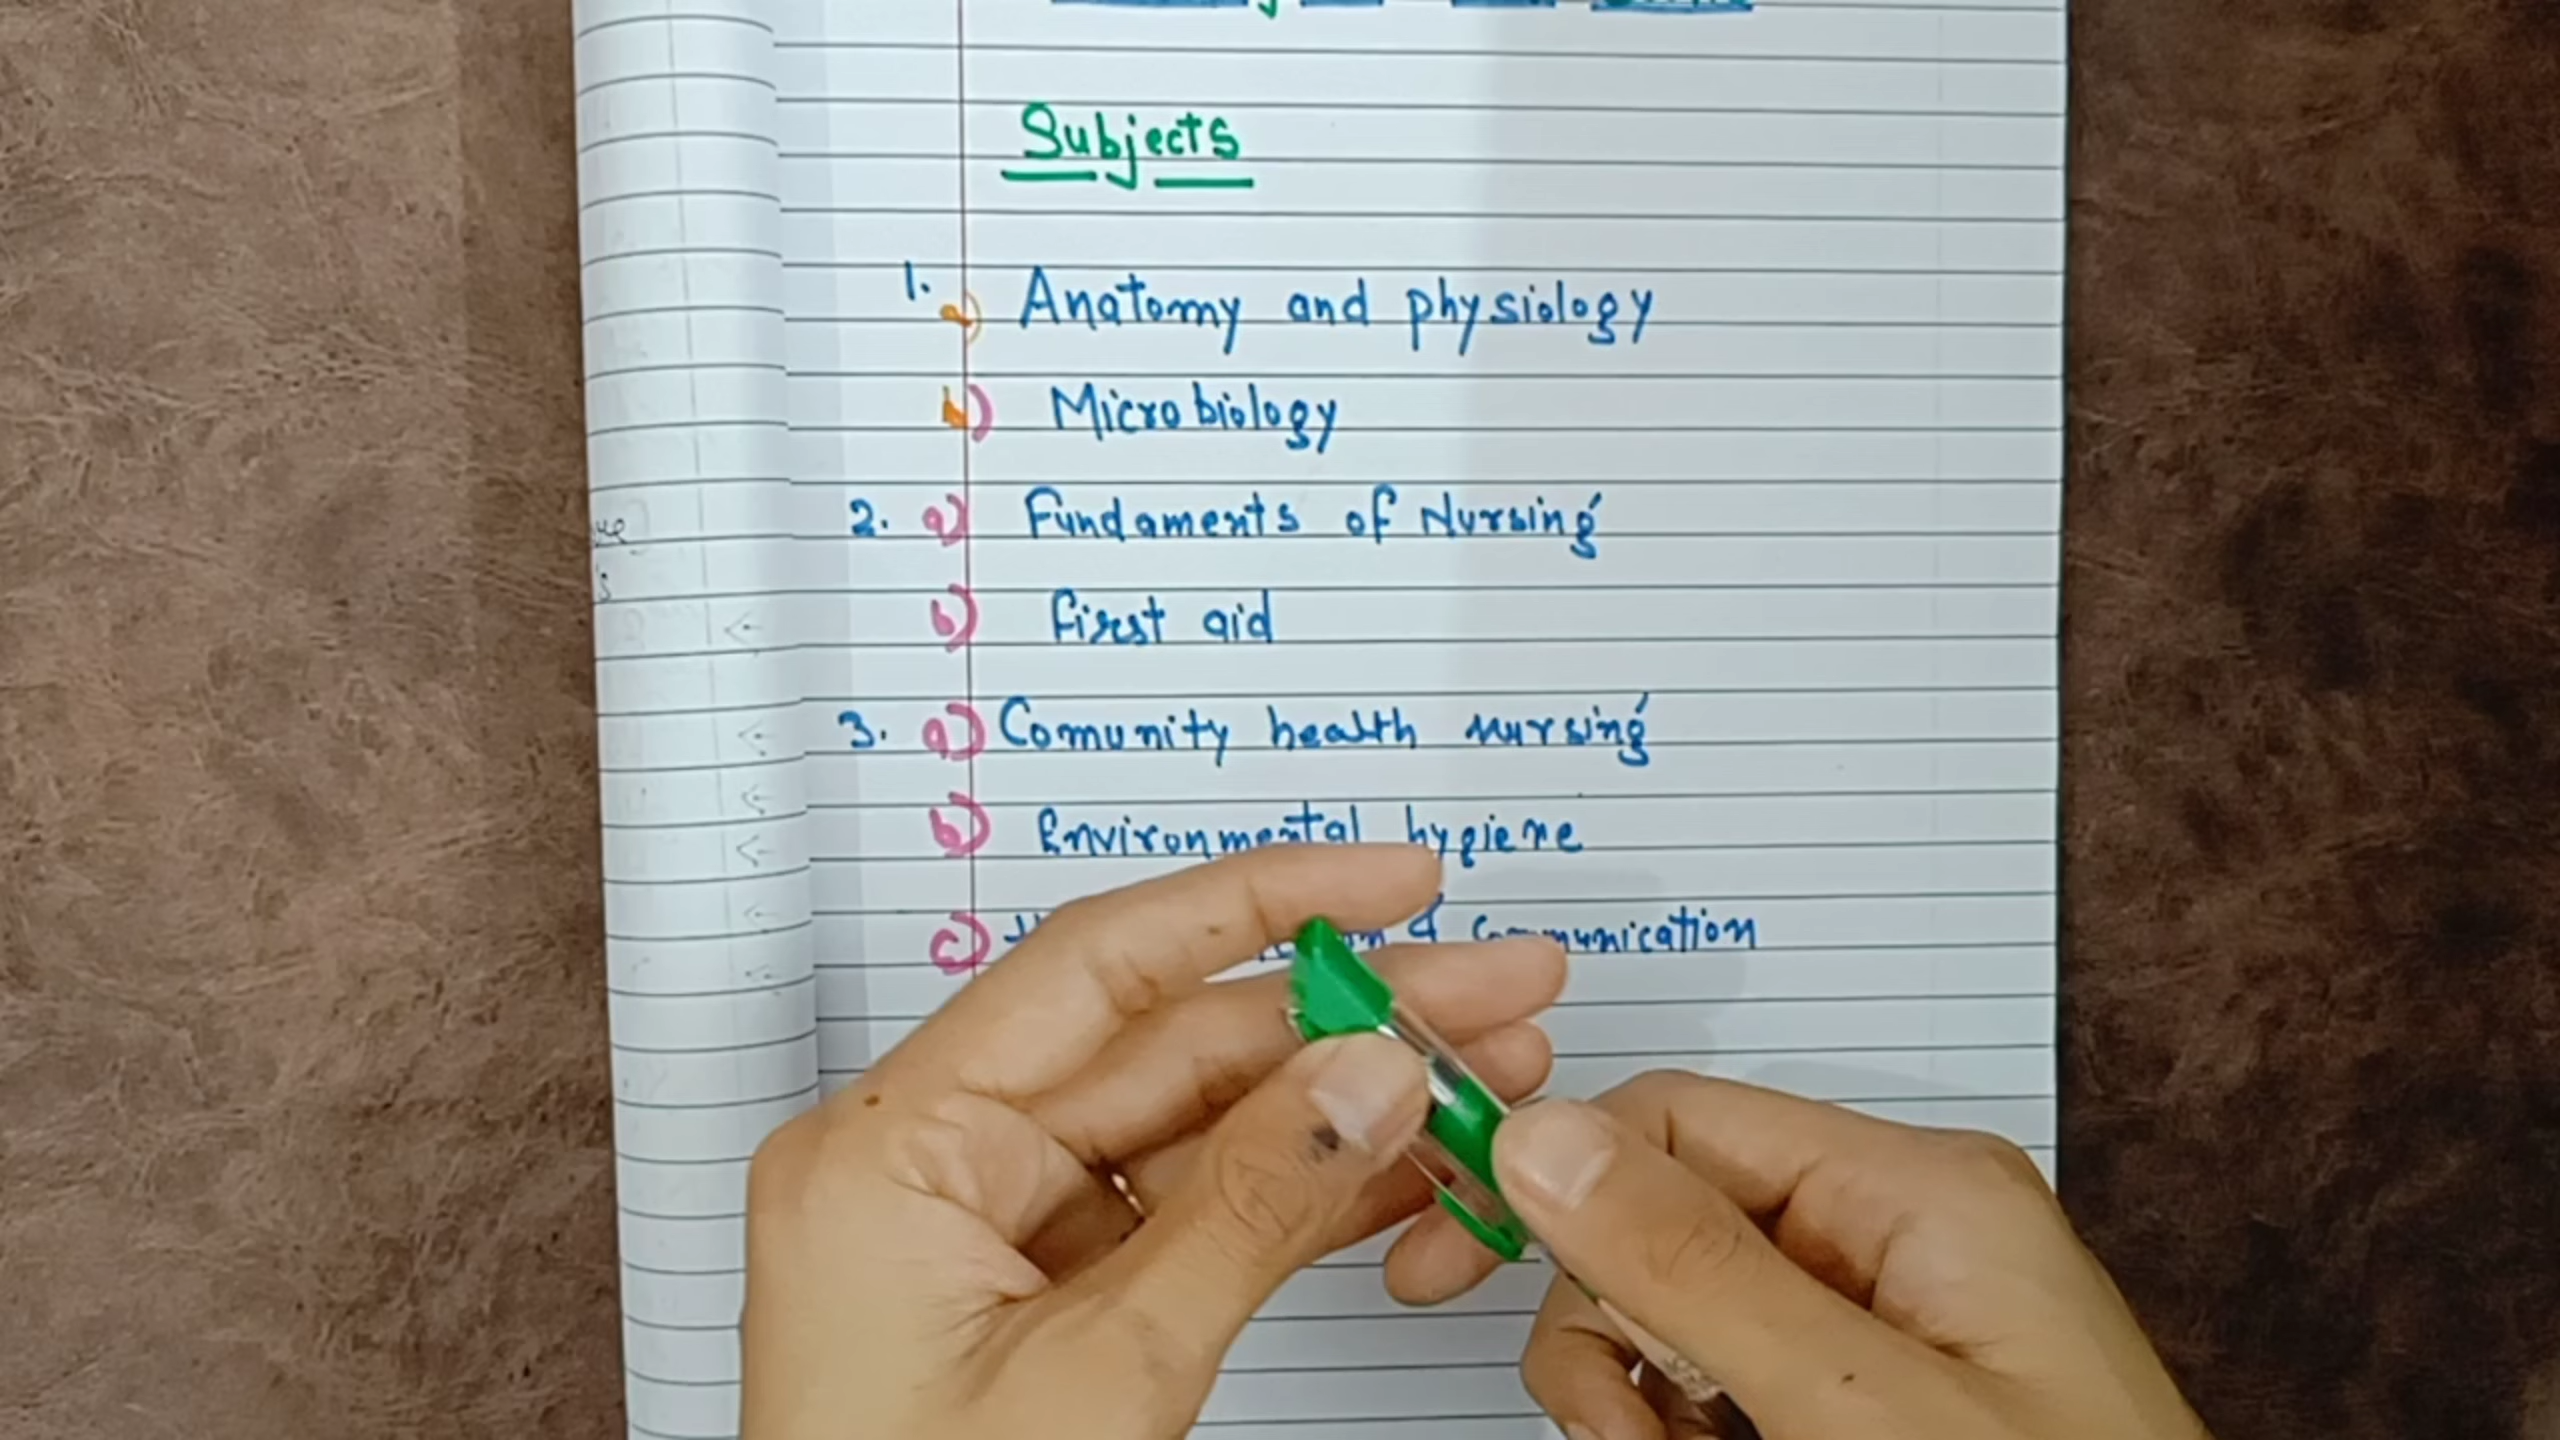 Subjects
1. a) Anatomy and physiology
b) Microbiology
2. a) Fundaments of Nursing
b) First aid
3. a) Comunity health nursing
b) Environmental hygiene
c) & Communication